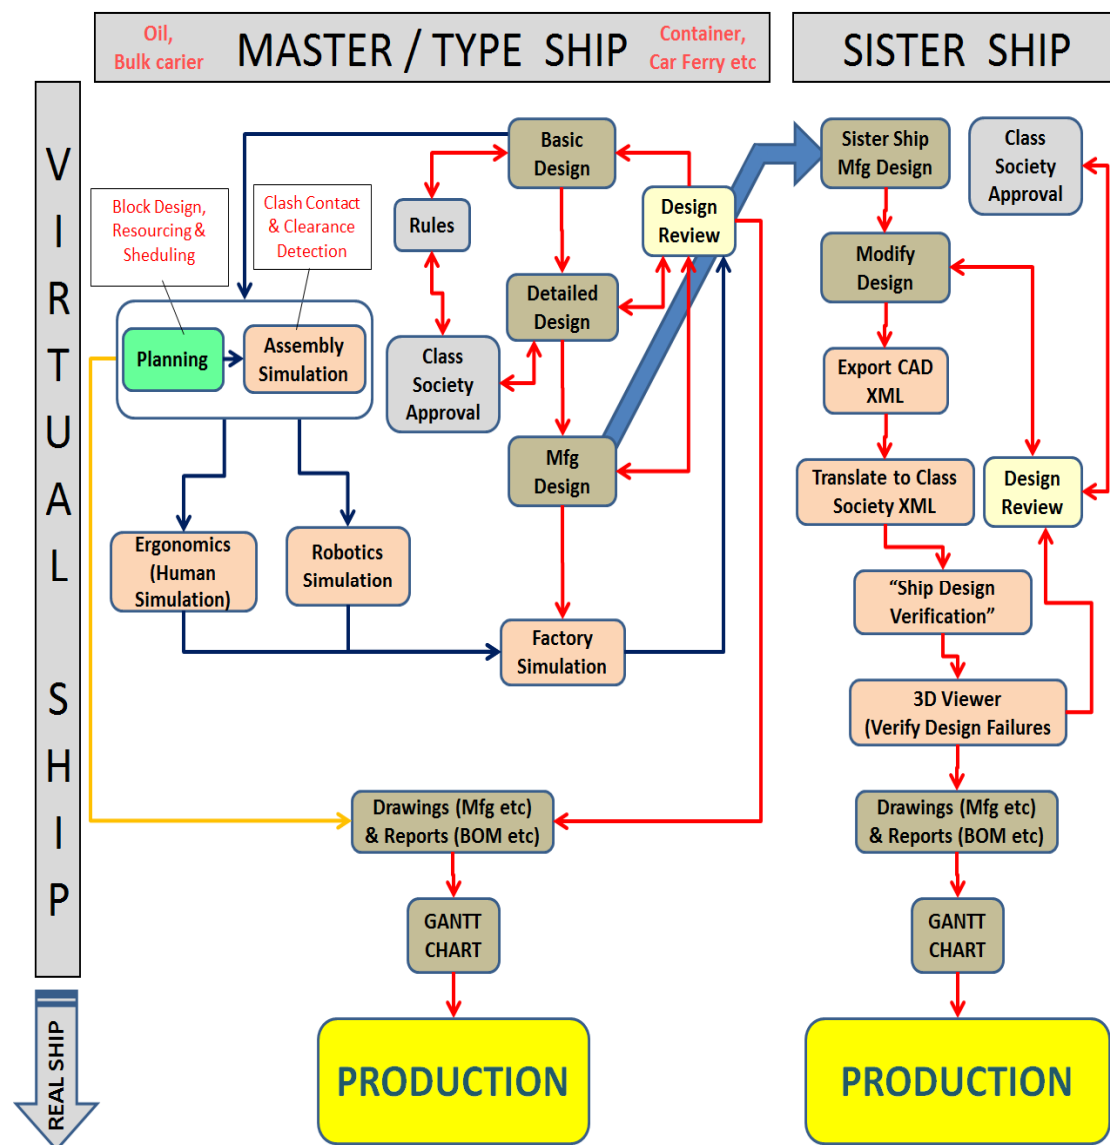 Oil,
Bulk carier
MASTER / TYPE SHIP
Container,
Car Ferry etc
SISTER SHIP
VIRTUAL SHIP
Basic
Design
Rules
Design
Review
Block Design,
Resourcing &
Sheduling
Clash Contact
& Clearance
Detection
Planning
Assembly
Simulation
Detailed
Design
Class
Society
Approval
Mfg
Design
Ergonomics
(Human
Simulation)
Robotics
Simulation
Factory
Simulation
Drawings (Mfg etc)
& Reports (BOM etc)
GANTT
CHART
PRODUCTION
Sister Ship
Mfg Design
Class
Society
Approval
Modify
Design
Export CAD
XML
Translate to Class
Society XML
Design
Review
“Ship Design
Verification”
3D Viewer
(Verify Design Failures
Drawings (Mfg etc)
& Reports (BOM etc)
GANTT
CHART
PRODUCTION
REAL SHIP